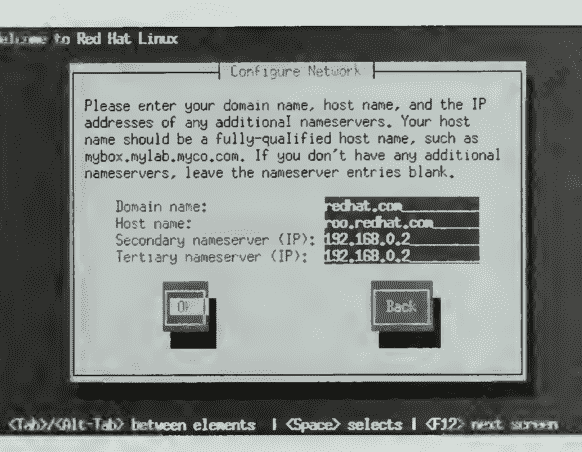 Welcome to Red Hat Linux
Configure Network
Please enter your domain name, host name, and the IP
addresses of any additional nameservers. Your host
name should be a fully-qualified host name, such as
mybox.mylab.myco.com. If you don't have any additional
nameservers, leave the nameserver entries blank.
Domain name: redhat.com
Host name: roo.redhat.com
Secondary nameserver (IP): 192.168.0.2
Tertiary nameserver (IP): 192.168.0.2
Ok Back
<Tab>/<Alt-Tab> between elements | <Space> selects | <F12> next screen